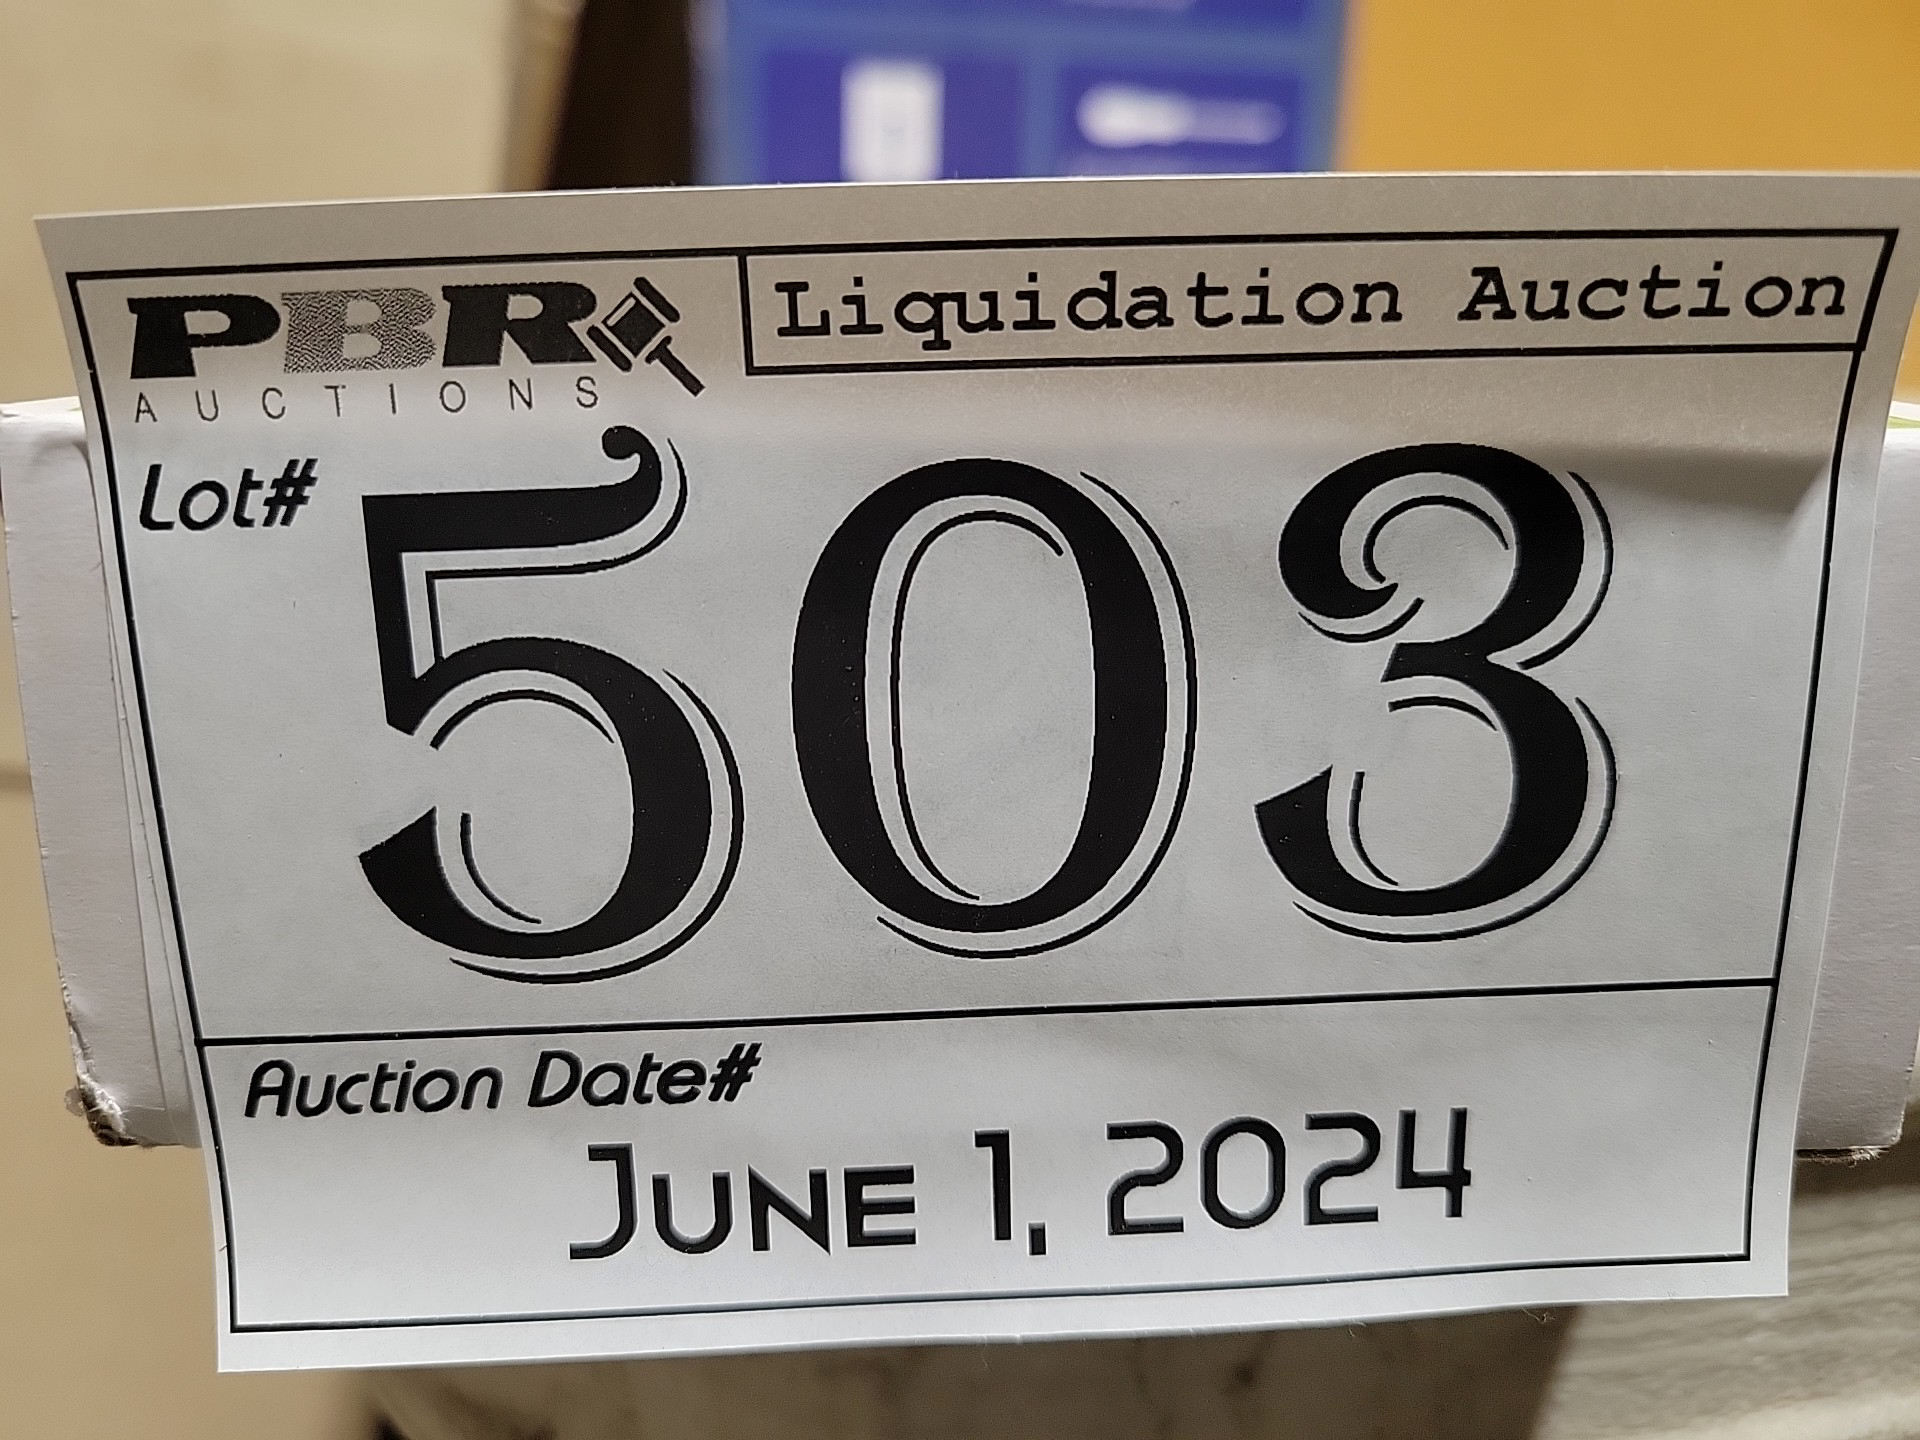 PBR
AUCTIONS
Liquidation Auction
Lot#
503
Auction Date#
JUNE 1, 2024